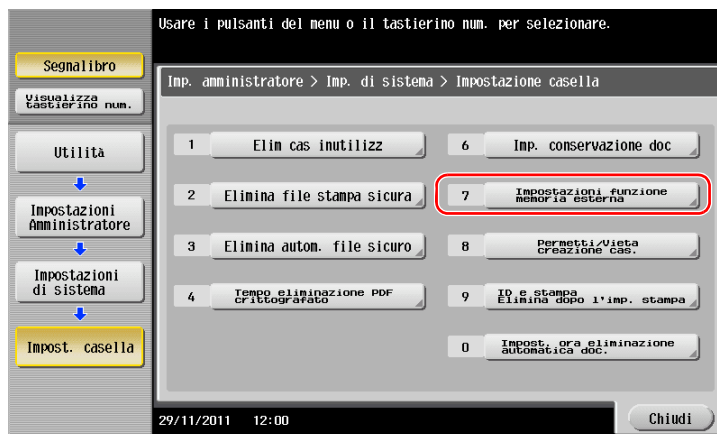 Usare i pulsanti del menu o il tastierino num. per selezionare.
Segnalibro
Visualizza
tastierino num.
Utilità
Impostazioni
Amministratore
Impostazioni
di sistema
Impost. casella
Imp. amministratore > Imp. di sistema > Impostazione casella
1 Elim cas inutilizz
2 Elimina file stampa sicura
3 Elimina autom. file sicuro
4 Tempo eliminazione PDF
crittografato
6 Imp. conservazione doc
7 Impostazioni funzione
memoria esterna
8 Permetti/Vieta
creazione cas.
9 ID e stampa
Elimina dopo l'imp. stampa
0 Impost. ora eliminazione
automatica doc.
29/11/2011 12:00
Chiudi